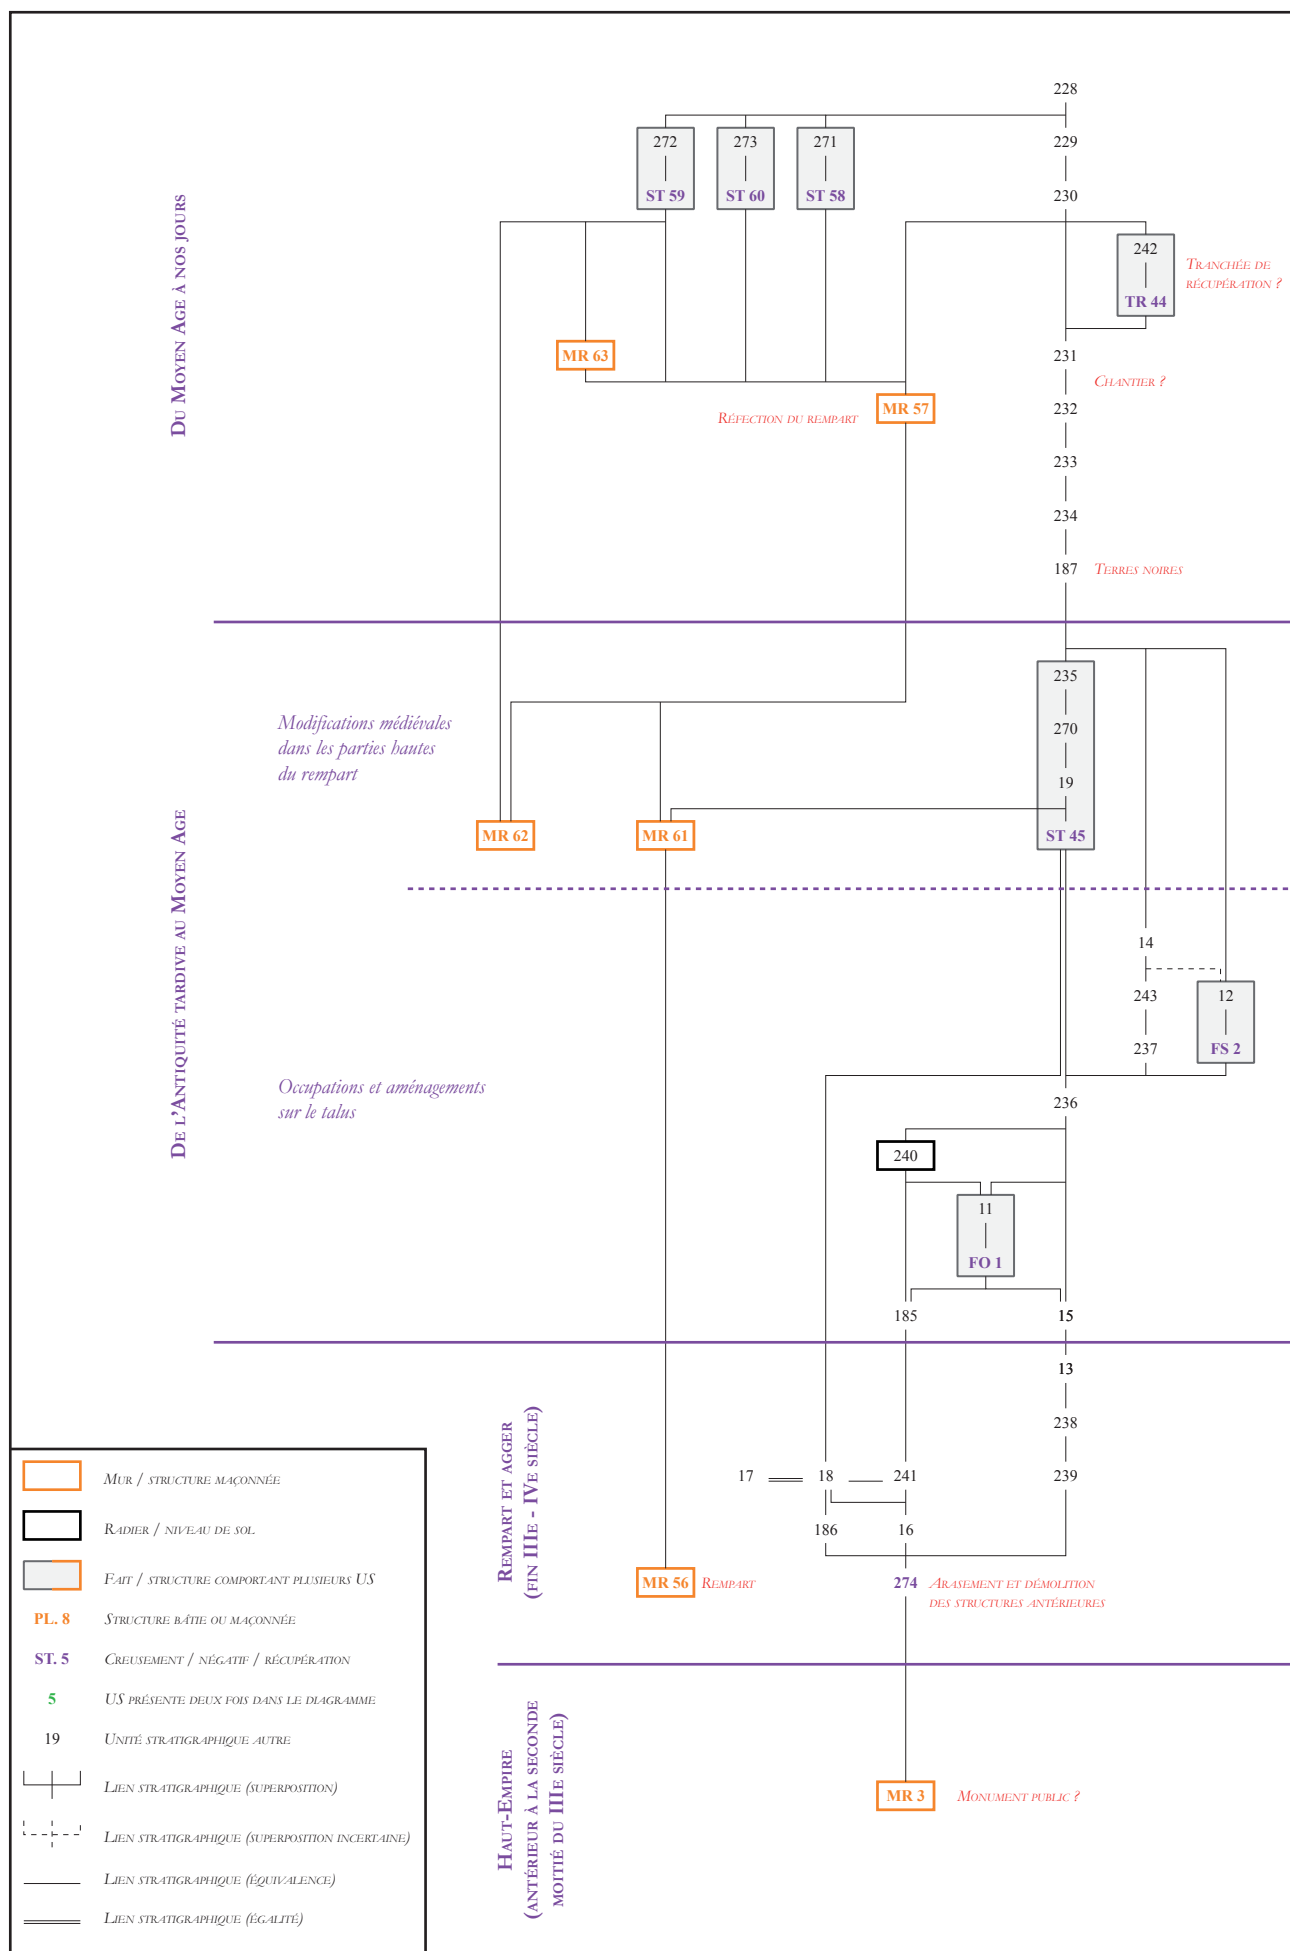 228
272
273
271
229
ST 59
ST 60
ST 58
230
242
Tranchée de
récupération ?
TR 44
Du Moyen Age à nos jours
MR 63
231
Chantier ?
MR 57
Réfection du rempart
232
233
234
187
Terres noires
235
Modifications médiévales
dans les parties hautes
du rempart
270
19
MR 62
MR 61
ST 45
De l'Antiquité tardive au Moyen Age
14
243
12
237
FS 2
Occupations et aménagements
sur le talus
236
240
11
FO 1
185
15
13
Rempart et agger
(fin IIIe - IVe siècle)
238
17
18
241
239
186
16
MR 56
Rempart
274
Arasement et démolition
des structures antérieures
Haut-Empire
(antérieur à la seconde
moitié du IIIe siècle)
MR 3
Monument public ?
Mur / structure maçonnée
Radier / niveau de sol
Fait / structure comportant plusieurs US
PL. 8
Structure bâtie ou maçonnée
ST. 5
Creusement / négatif / récupération
5
US présente deux fois dans le diagramme
19
Unité stratigraphique autre
Lien stratigraphique (superposition)
Lien stratigraphique (superposition incertaine)
Lien stratigraphique (équivalence)
Lien stratigraphique (égalité)